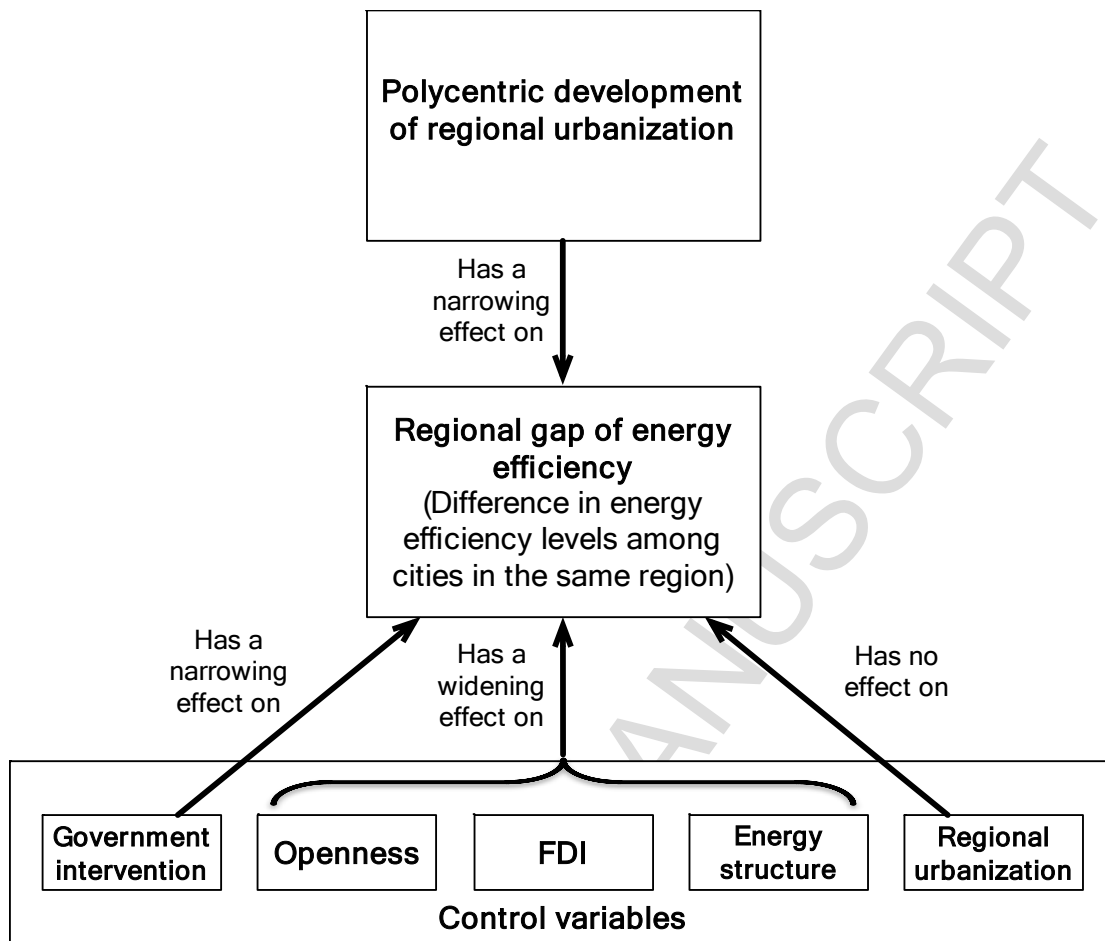 Polycentric development
of regional urbanization
Has a
narrowing
effect on
Regional gap of energy
efficiency
(Difference in energy
efficiency levels among
cities in the same region)
Has a
narrowing
effect on
Has a
widening
effect on
Has no
effect on
Government
intervention
Openness
FDI
Energy
structure
Regional
urbanization
Control variables
ANUSCRIPT